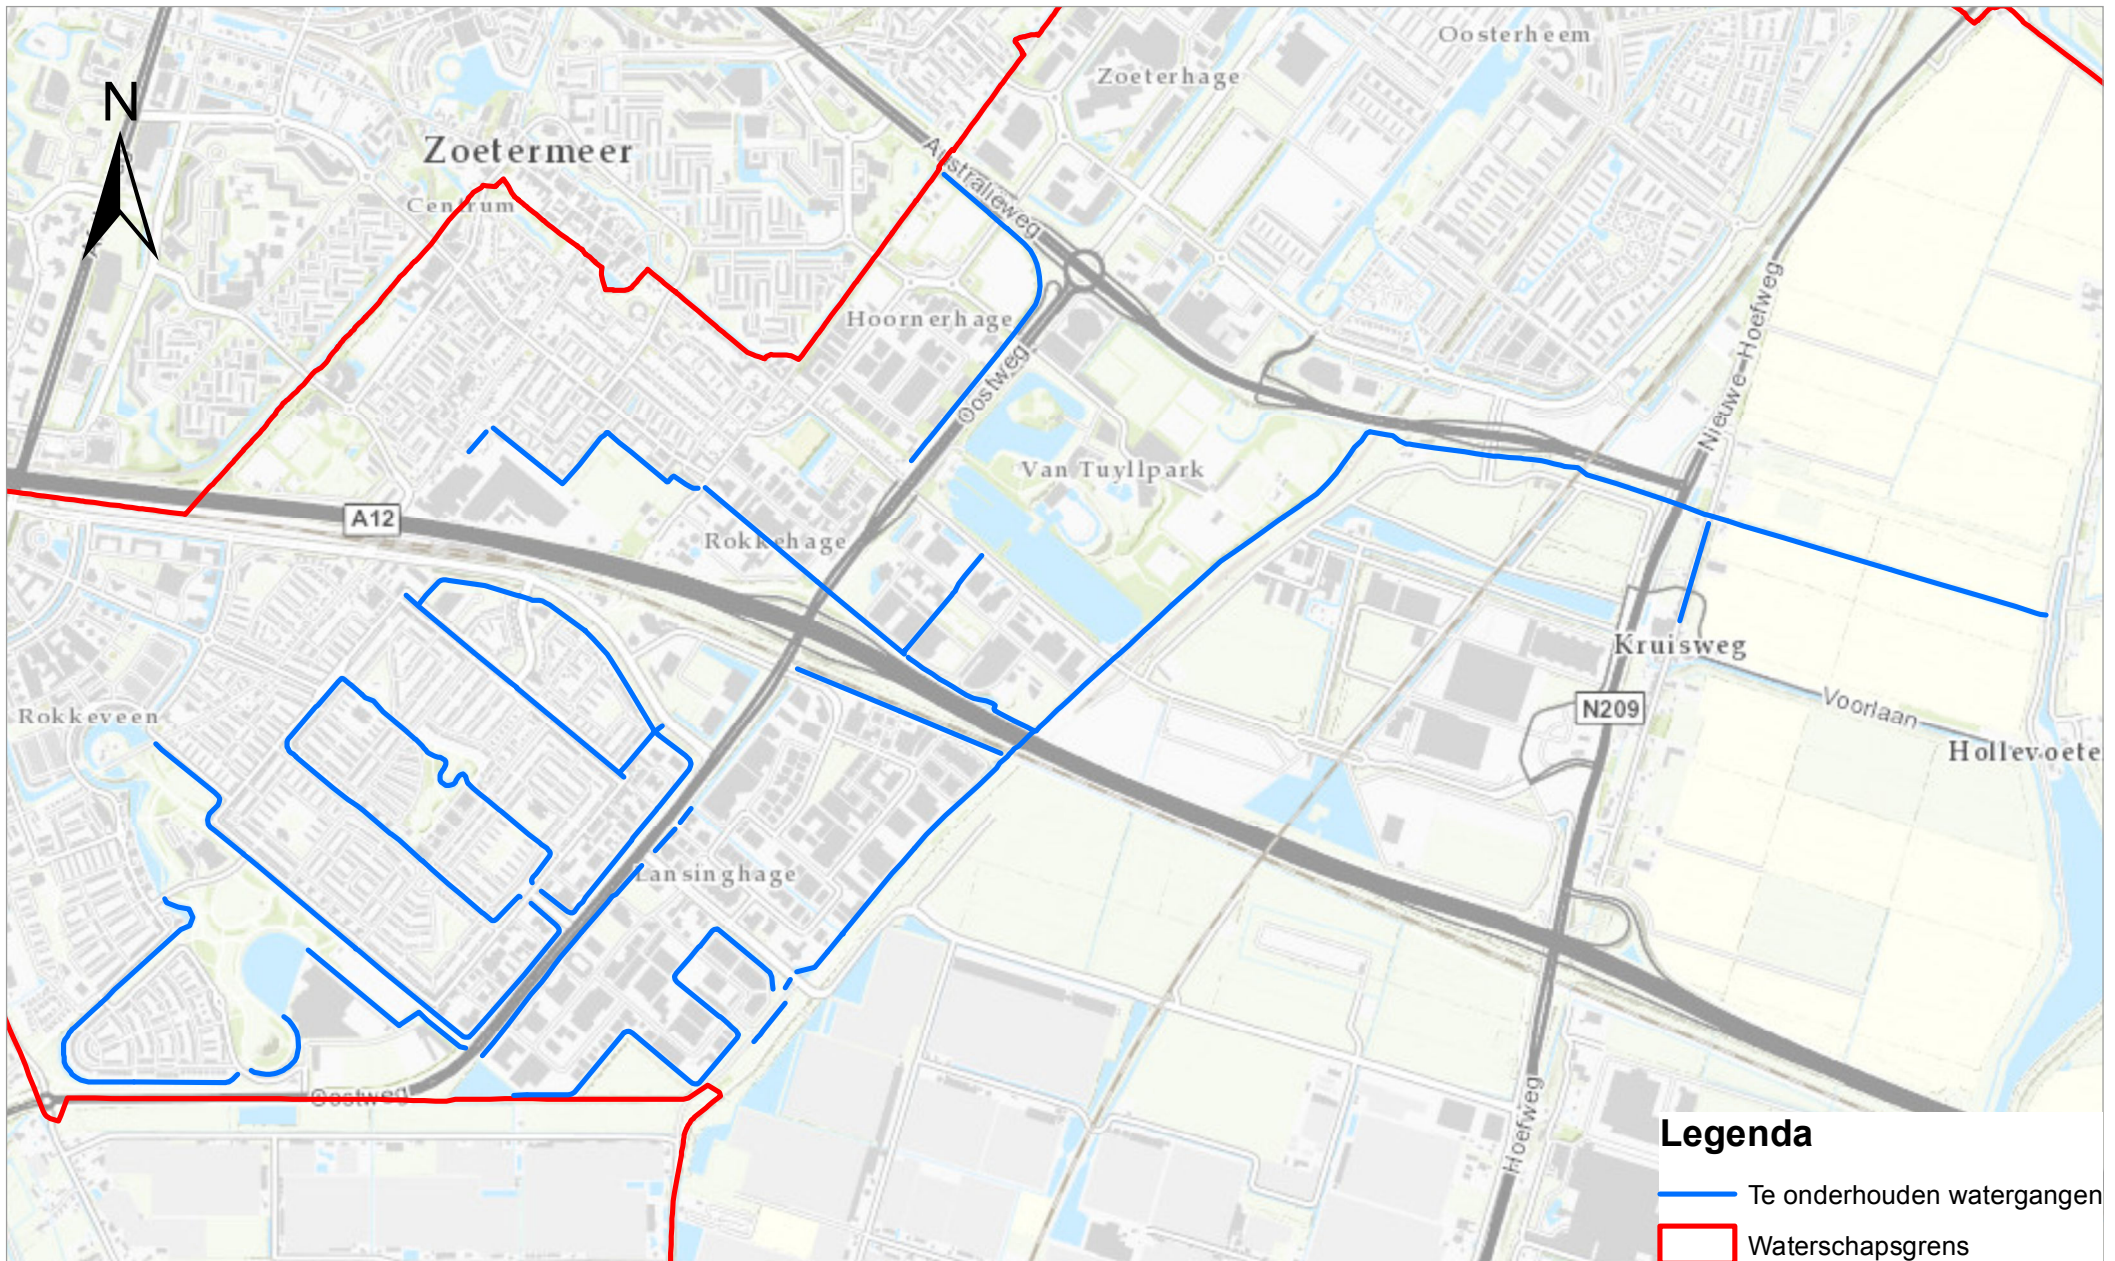 N
Oosterheem
Zoeterhage
Zoetermeer
Australieweg
Centrum
Hoornerhage
Nieuwe-Hoefweg
Oostweg
Van Tuyllpark
A12
Rokkehage
Kruisweg
Rokkeveen
N209
Voorlaan
Hollevoete
Lansinghage
Oostweg
Hoefweg
Legenda
Te onderhouden watergangen
Waterschapsgrens